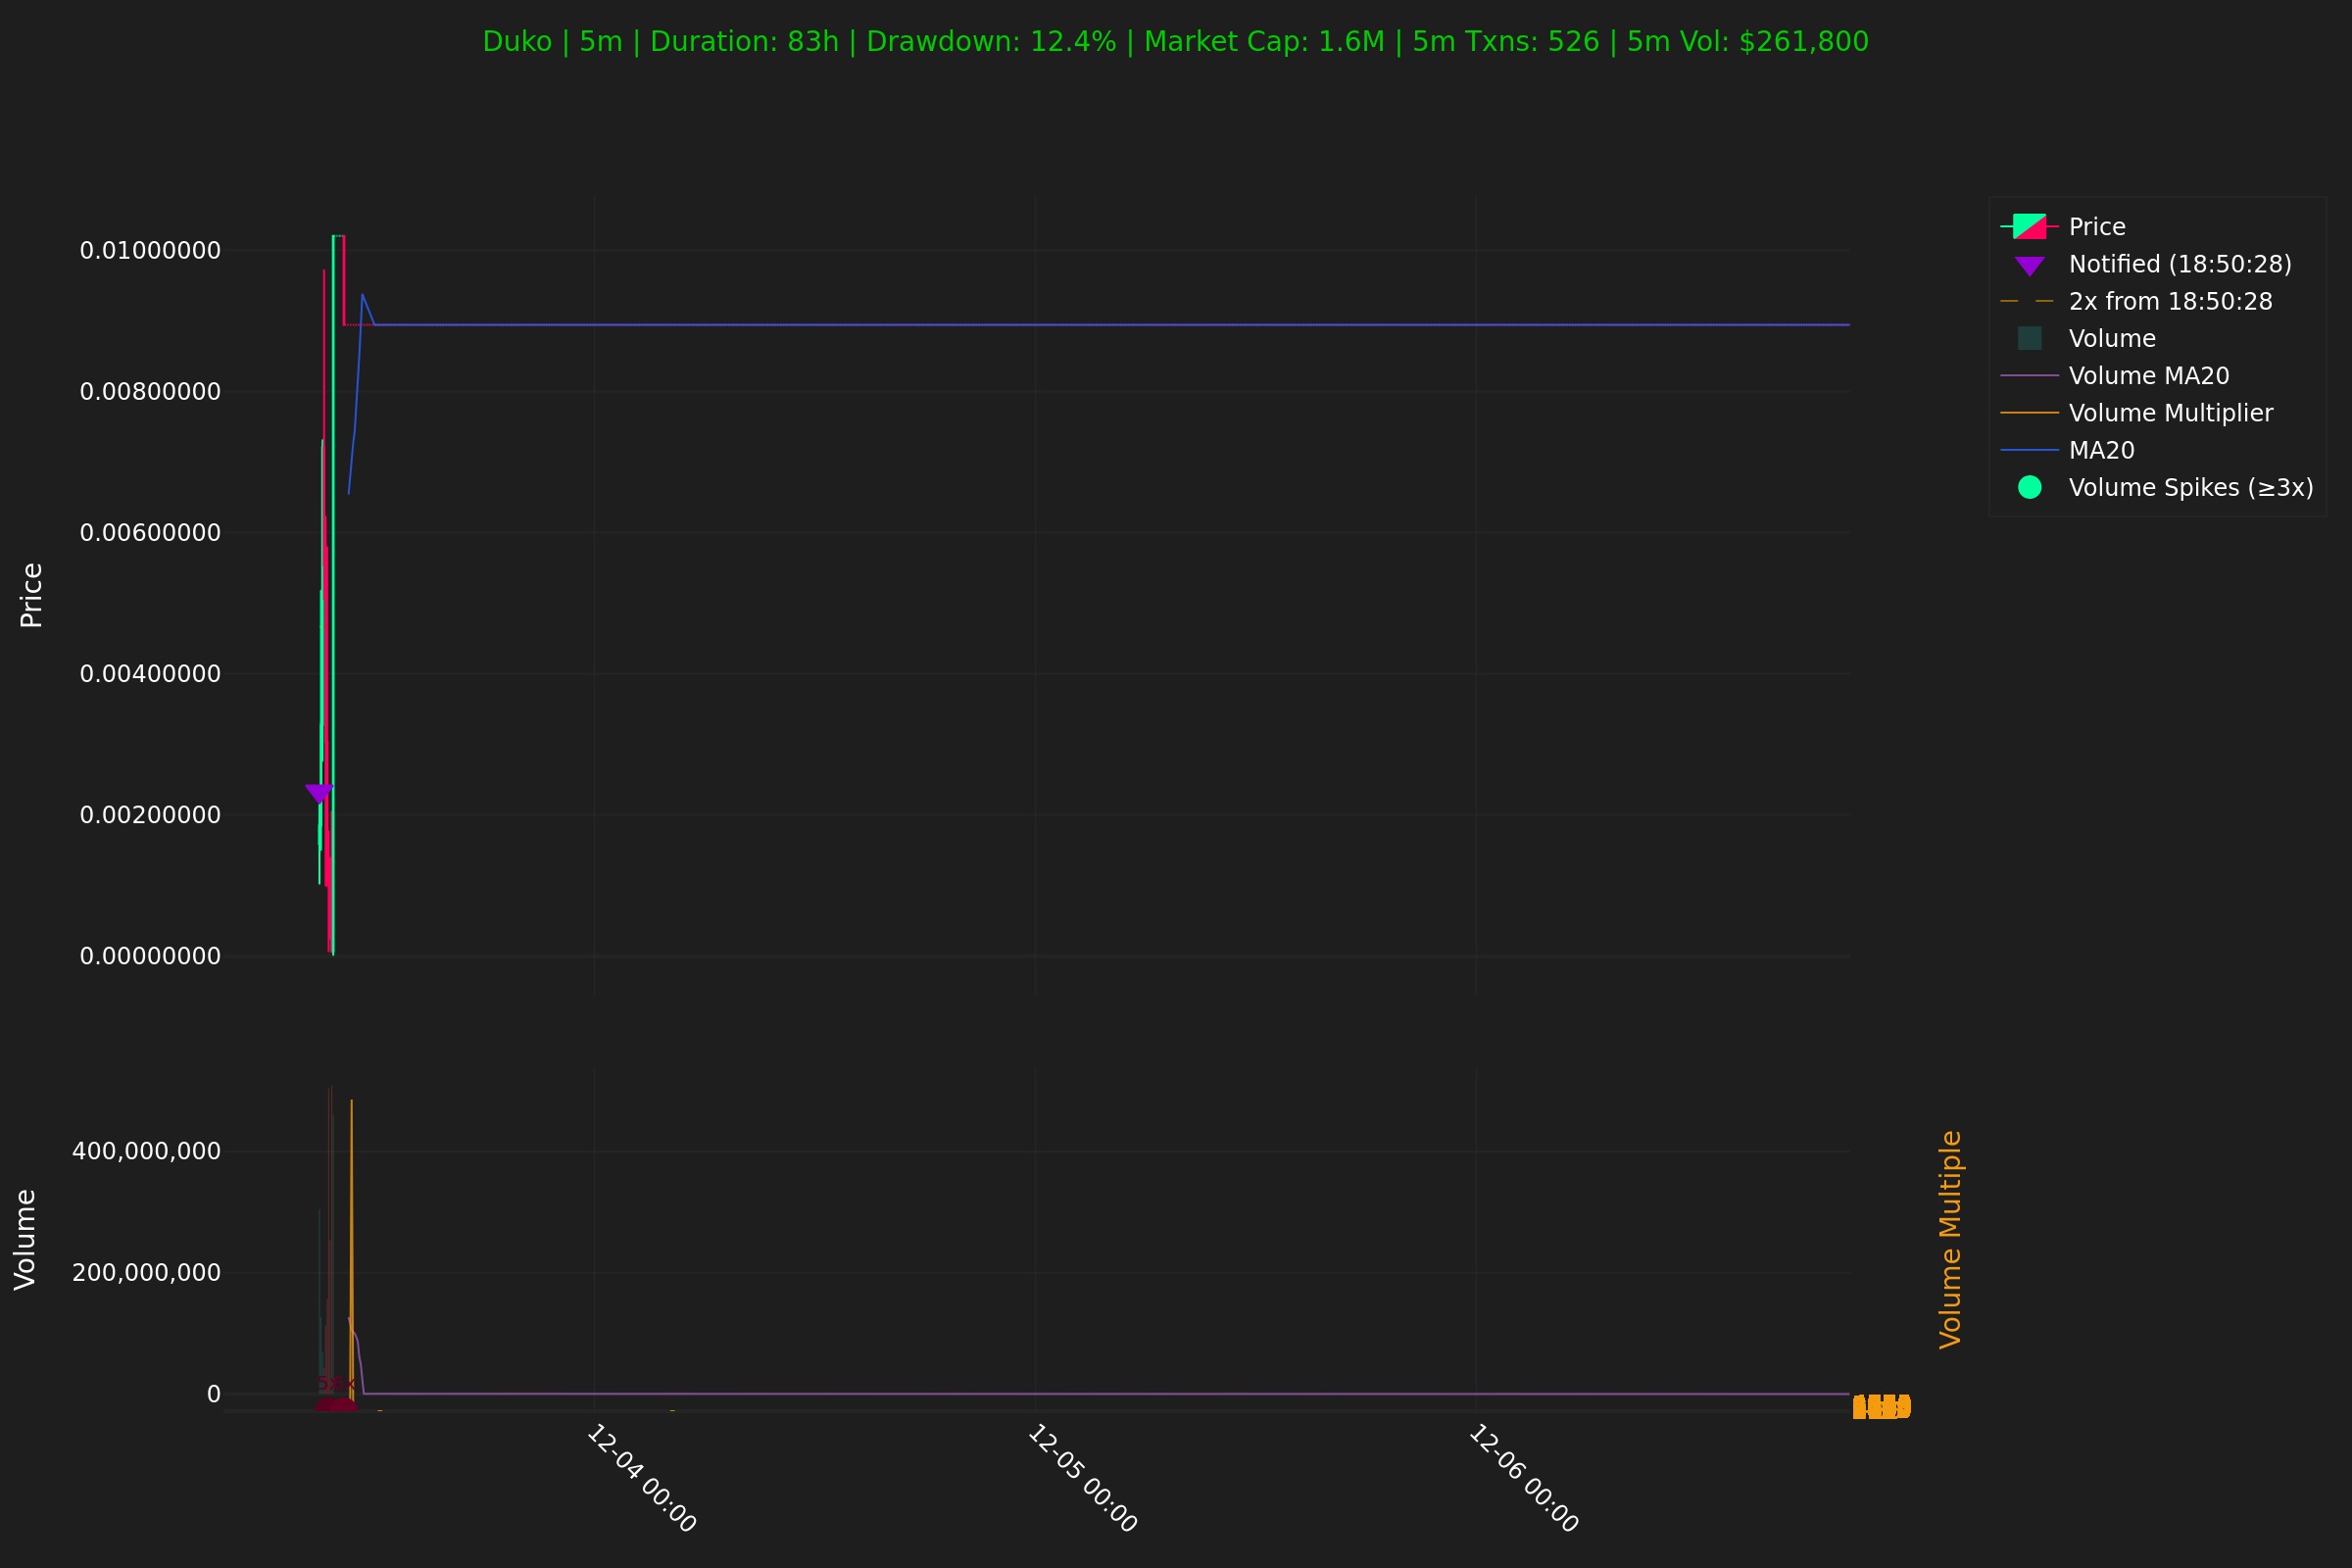 Duko | 5m | Duration: 83h | Drawdown: 12.4% | Market Cap: 1.6M | 5m Txns: 526 | 5m Vol: $261,800
Price
0.01000000
0.00800000
0.00600000
0.00400000
0.00200000
0.00000000
Price
Notified (18:50:28)
2x from 18:50:28
Volume
Volume MA20
Volume Multiplier
MA20
Volume Spikes (≥3x)
Volume
400,000,000
200,000,000
0
Volume Multiple
12-04 00:00
12-05 00:00
12-06 00:00